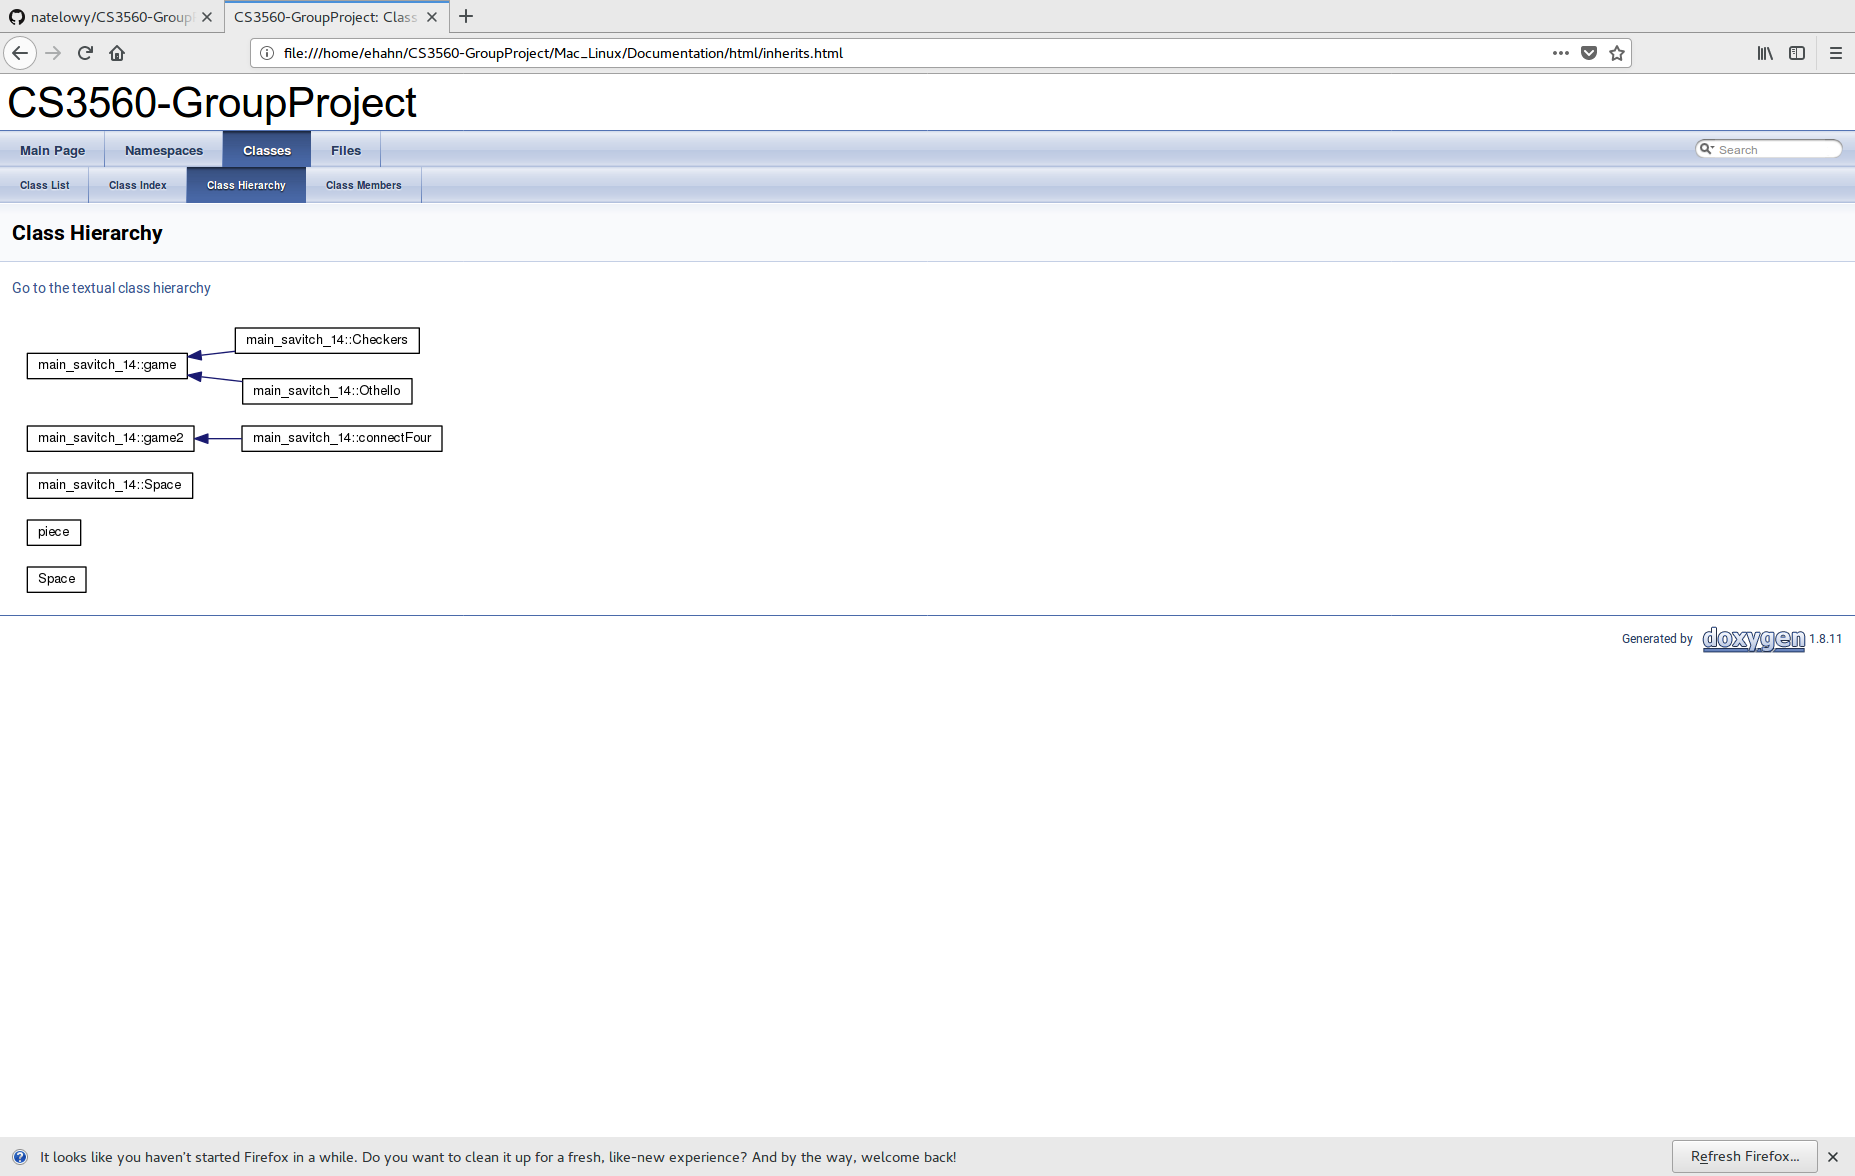 natelowy/CS3560-Group
CS3560-GroupProject: Class
file:///home/ehahn/CS3560-GroupProject/Mac_Linux/Documentation/html/inherits.html
CS3560-GroupProject
Main Page Namespaces Classes Files Search
Class List Class Index Class Hierarchy Class Members
Class Hierarchy
Go to the textual class hierarchy
main_savitch_14::Checkers
main_savitch_14::game
main_savitch_14::Othello
main_savitch_14::game2 main_savitch_14::connectFour
main_savitch_14::Space
piece
Space
Generated by doxygen 1.8.11
It looks like you haven't started Firefox in a while. Do you want to clean it up for a fresh, like-new experience? And by the way, welcome back! Refresh Firefox...